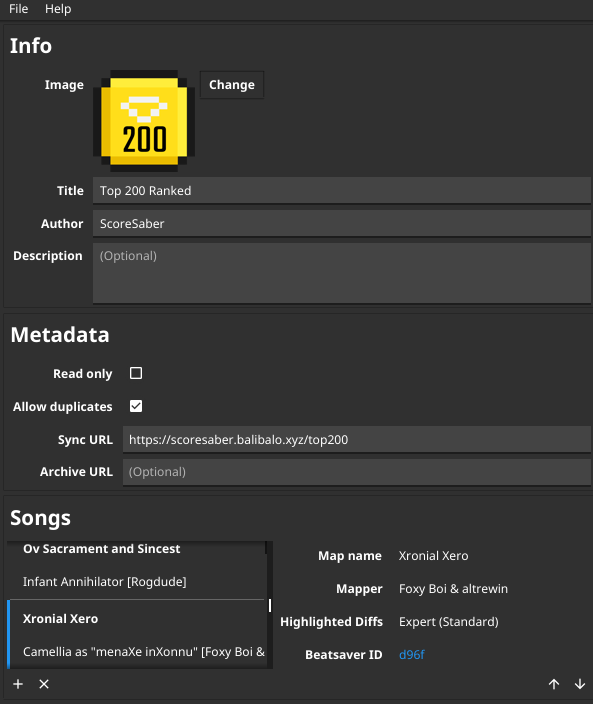 File Help
Info
Image
Change
200
Title Top 200 Ranked
Author ScoreSaber
Description (Optional)
Metadata
Read only
Allow duplicates
Sync URL https://scoresaber.balibalo.xyz/top200
Archive URL (Optional)
Songs
Ov Sacrament and Sincest
Infant Annihilator [Rogdude]
Xronial Xero
Camellia as "menaXe inXonnu" [Foxy Boi &
Map name Xronial Xero
Mapper Foxy Boi & altrewin
Highlighted Diffs Expert (Standard)
Beatsaver ID d96f